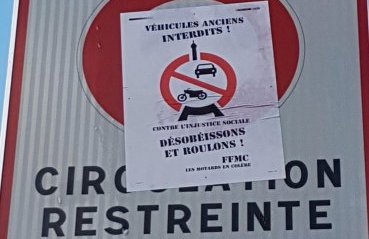 VÉHICULES ANCIENS
INTERDITS !
CONTRE L'INJUSTICE SOCIALE
DÉSOBÉISSONS
ET ROULONS !
FFMC
LES MOTARDS EN COLÈRE
CIRCULATION
RESTREINTE